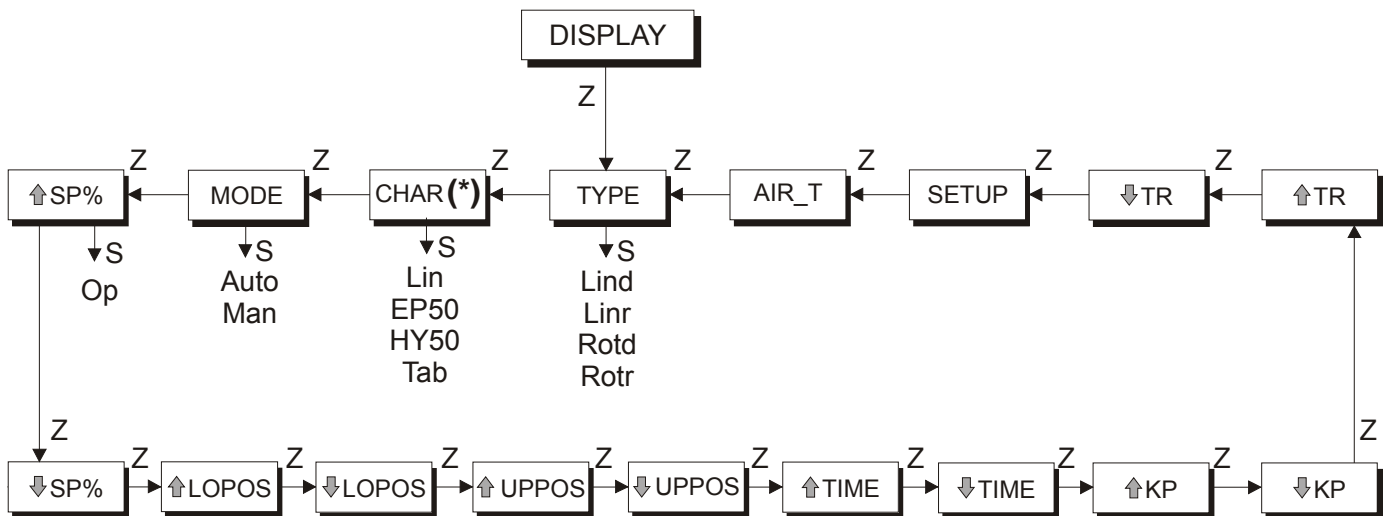 DISPLAY
Z
Z Z Z Z Z Z Z
⇧ SP% MODE CHAR (*) TYPE AIR_T SETUP ⇩ TR ⇧ TR
S S S S
Op Auto Lin Lind
Man EP50 Linr
HY50 Rotd
Tab Rotr
Z Z
Z Z Z Z Z Z Z Z
⇩ SP% ⇧ LOPOS ⇩ LOPOS ⇧ UPPOS ⇩ UPPOS ⇧ TIME ⇩ TIME ⇧ KP ⇩ KP